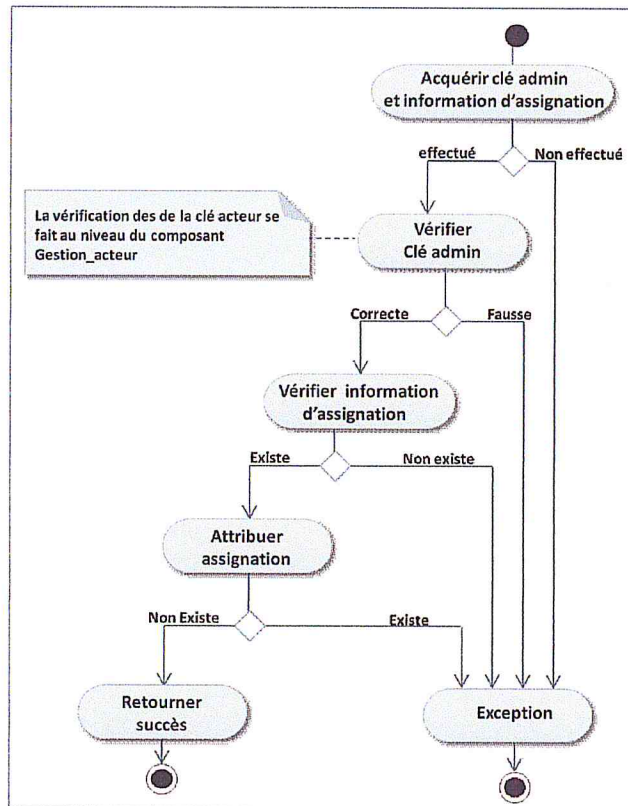 Acquérir clé admin
et information d'assignation
effectué
Non effectué
La vérification des de la clé acteur se
fait au niveau du composant
Gestion_acteur
Vérifier
Clé admin
Correcte
Fausse
Vérifier information
d'assignation
Existe
Non existe
Attribuer
assignation
Non Existe
Existe
Retourner
succès
Exception